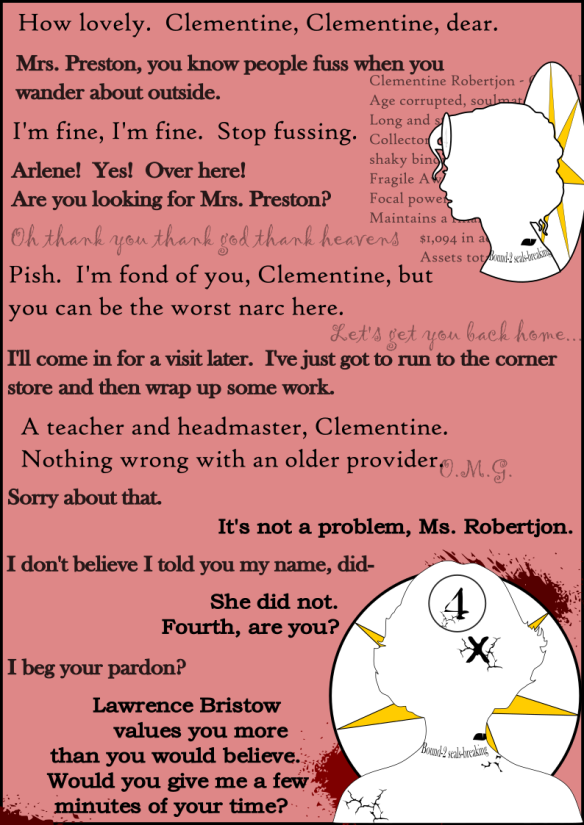 How lovely.  Clementine, Clementine, dear.
Mrs. Preston, you know people fuss when you
wander about outside.
Clementine Robertjon -
Age corrupted, soulmat
Long and s
I'm fine, I'm fine.  Stop fussing.
Collector
shaky bin
Arlene!  Yes!  Over here!
Fragile A
Focal powe
Are you looking for Mrs. Preston?
Maintains a
Oh thank you thank god thank heavens
$1,094 in a
Assets tot
Bound-2 seals-breaking
Pish.  I'm fond of you, Clementine, but
you can be the worst narc here.
Let's get you back home...
I'll come in for a visit later.  I've just got to run to the corner
store and then wrap up some work.
A teacher and headmaster, Clementine.
Nothing wrong with an older provider.
O.M.G.
Sorry about that.
It's not a problem, Ms. Robertjon.
I don't believe I told you my name, did-
She did not.
Fourth, are you?
4
X
I beg your pardon?
Lawrence Bristow
values you more
than you would believe.
Would you give me a few
minutes of your time?
Bound-2 seals-breaking